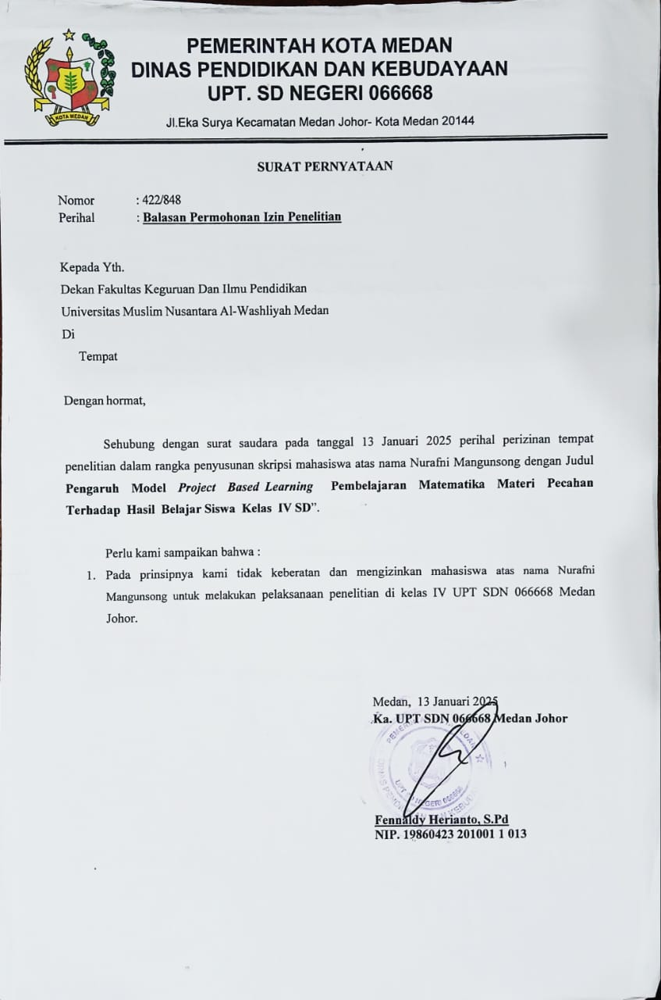 PEMERINTAH KOTA MEDAN
DINAS PENDIDIKAN DAN KEBUDAYAAN
UPT. SD NEGERI 066668
Jl.Eka Surya Kecamatan Medan Johor- Kota Medan 20144
KOTA MEDAN
SURAT PERNYATAAN
Nomor : 422/848
Perihal : Balasan Permohonan Izin Penelitian
Kepada Yth.
Dekan Fakultas Keguruan Dan Ilmu Pendidikan
Universitas Muslim Nusantara Al-Washliyah Medan
Di
Tempat
Dengan hormat,
Sehubung dengan surat saudara pada tanggal 13 Januari 2025 perihal perizinan tempat
penelitian dalam rangka penyusunan skripsi mahasiswa atas nama Nurafni Mangunsong dengan Judul
Pengaruh Model Project Based Learning Pembelajaran Matematika Materi Pecahan
Terhadap Hasil Belajar Siswa Kelas IV SD”.
Perlu kami sampaikan bahwa :
1. Pada prinsipnya kami tidak keberatan dan mengizinkan mahasiswa atas nama Nurafni
Mangunsong untuk melakukan pelaksanaan penelitian di kelas IV UPT SDN 066668 Medan
Johor.
Medan, 13 Januari 2025
Ka. UPT SDN 066668 Medan Johor
UPT SD NEGERI 066668
Fennaldy Herianto, S.Pd
NIP. 19860423 201001 1 013